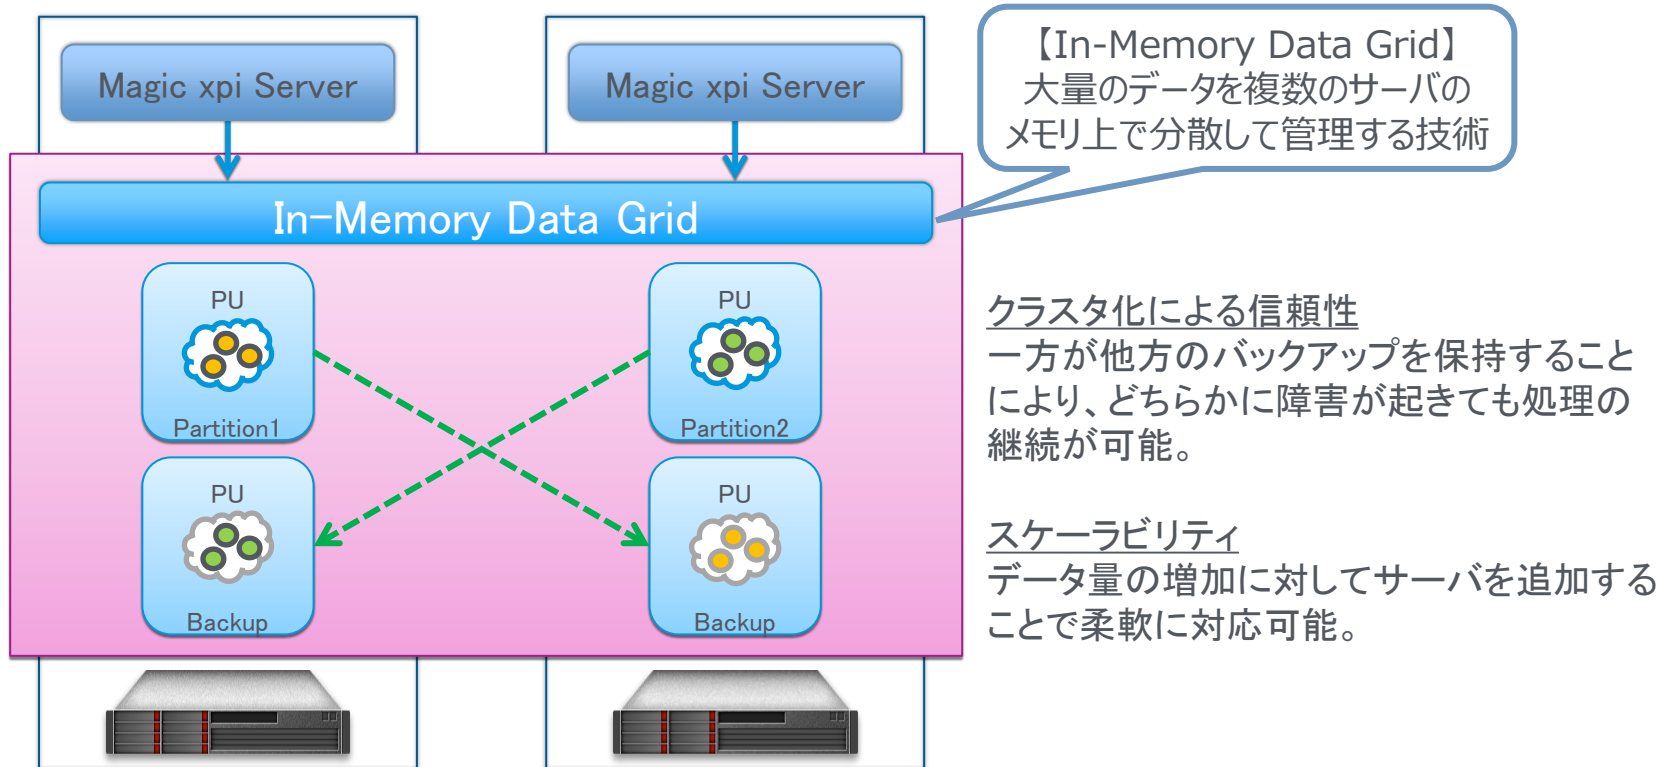 Magic xpi Server
Magic xpi Server
【In-Memory Data Grid】
大量のデータを複数のサーバの
メモリ上で分散して管理する技術
In-Memory Data Grid
PU
Partition1
PU
Partition2
PU
Backup
PU
Backup
クラスタ化による信頼性
一方が他方のバックアップを保持すること
により、どちらかに障害が起きても処理の
継続が可能。
スケーラビリティ
データ量の増加に対してサーバを追加する
ことで柔軟に対応可能。